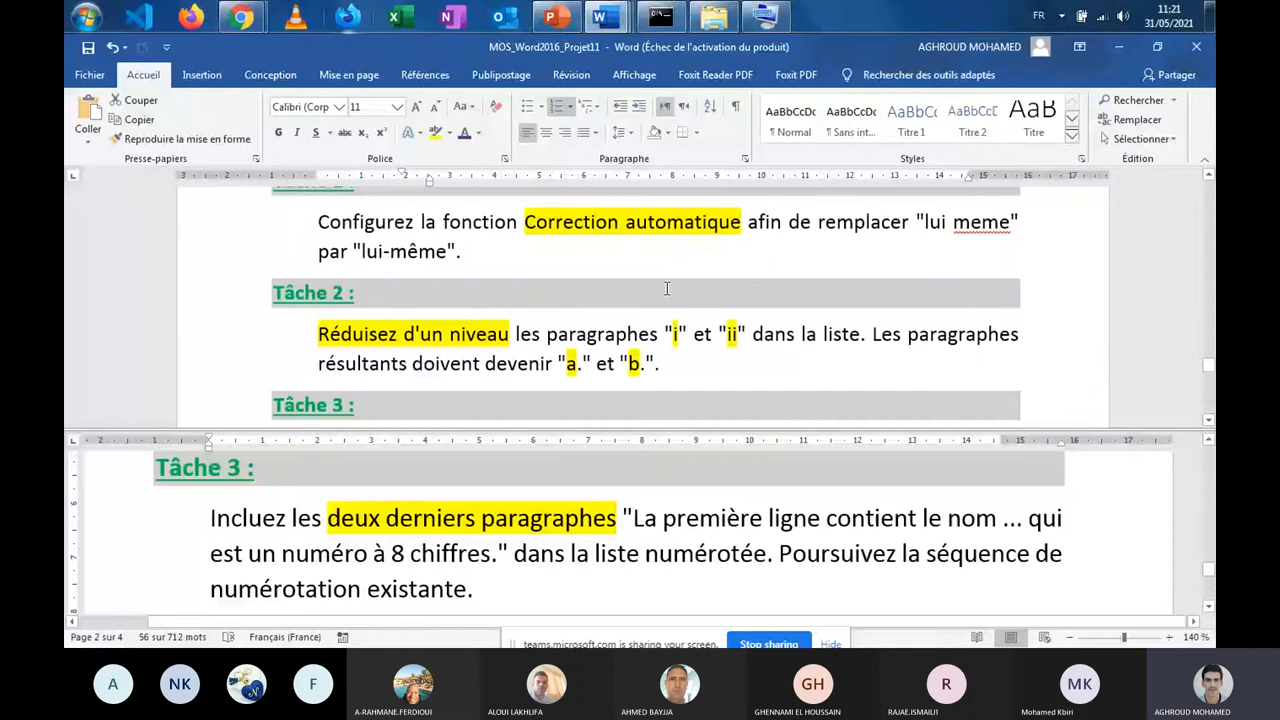 FR
11:21
31/05/2021
MOS_Word2016_Projet11 - Word (Échec de l'activation du produit)
AGHROUD MOHAMED
Fichier Accueil Insertion Conception Mise en page Références Publipostage Révision Affichage Foxit Reader PDF Foxit PDF Rechercher des outils adaptés Partager
Coller
Couper
Copier
Reproduire la mise en forme
Presse-papiers
Calibri (Corp 11
G I S abc x₂ x²
Police
Paragraphe
AaBbCcDc AaBbCcDc AaBbCc AaBbCcD AaB
¶ Normal ¶ Sans int... Titre 1 Titre 2 Titre
Styles
Rechercher
Remplacer
Sélectionner
Édition
Configurez la fonction Correction automatique afin de remplacer "lui meme"
par "lui-même".
Tâche 2 :
Réduisez d'un niveau les paragraphes "i" et "ii" dans la liste. Les paragraphes
résultants doivent devenir "a." et "b.".
Tâche 3 :
Tâche 3 :
Incluez les deux derniers paragraphes "La première ligne contient le nom ... qui
est un numéro à 8 chiffres." dans la liste numérotée. Poursuivez la séquence de
numérotation existante.
Page 2 sur 4 56 sur 712 mots Français (France) 140 %
teams.microsoft.com is sharing your screen. Stop sharing Hide
A NK F GH R MK
A-RAHMANE.FERDIOUI ALOUI LAKHLIFA AHMED BAYJJA GHENNAMI EL HOUSSAIN RAJAE.ISMAILI1 Mohamed Kbiri AGHROUD MOHAMED